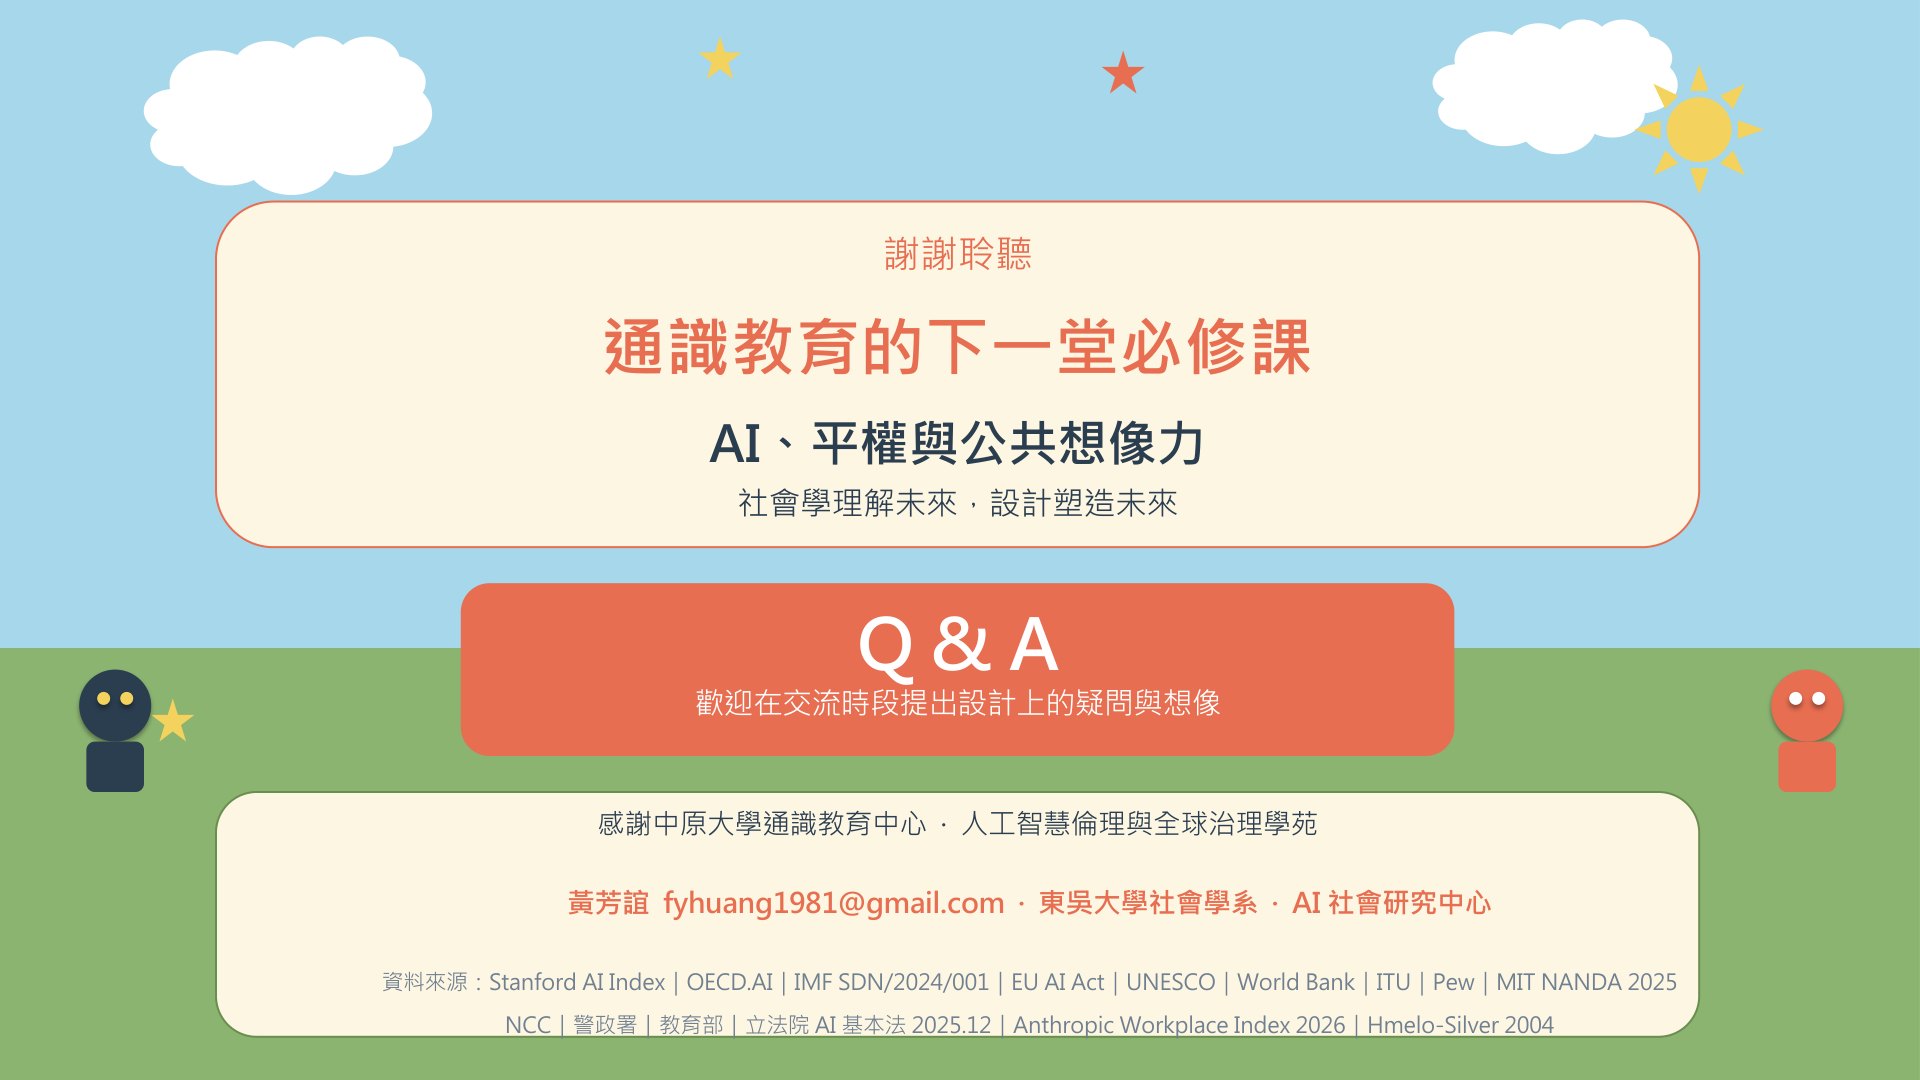 謝謝聆聽
通識教育的下一堂必修課
AI、平權與公共想像力
社會學理解未來，設計塑造未來
Q & A
歡迎在交流時段提出設計上的疑問與想像
感謝中原大學通識教育中心 · 人工智慧倫理與全球治理學苑
黃芳誼 fyhuang1981@gmail.com · 東吳大學社會學系 · AI 社會研究中心
資料來源：Stanford AI Index｜OECD.AI｜IMF SDN/2024/001｜EU AI Act｜UNESCO｜World Bank｜ITU｜Pew｜MIT NANDA 2025
NCC｜警政署｜教育部｜立法院 AI 基本法 2025.12｜Anthropic Workplace Index 2026｜Hmelo-Silver 2004